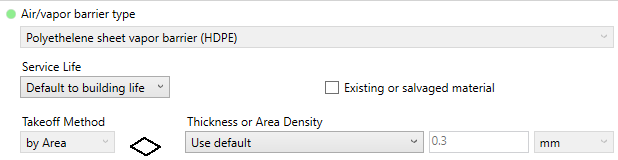 Air/vapor barrier type
Polyethelene sheet vapor barrier (HDPE)
Service Life
Default to building life
Existing or salvaged material
Takeoff Method
Thickness or Area Density
by Area
Use default
0.3
mm